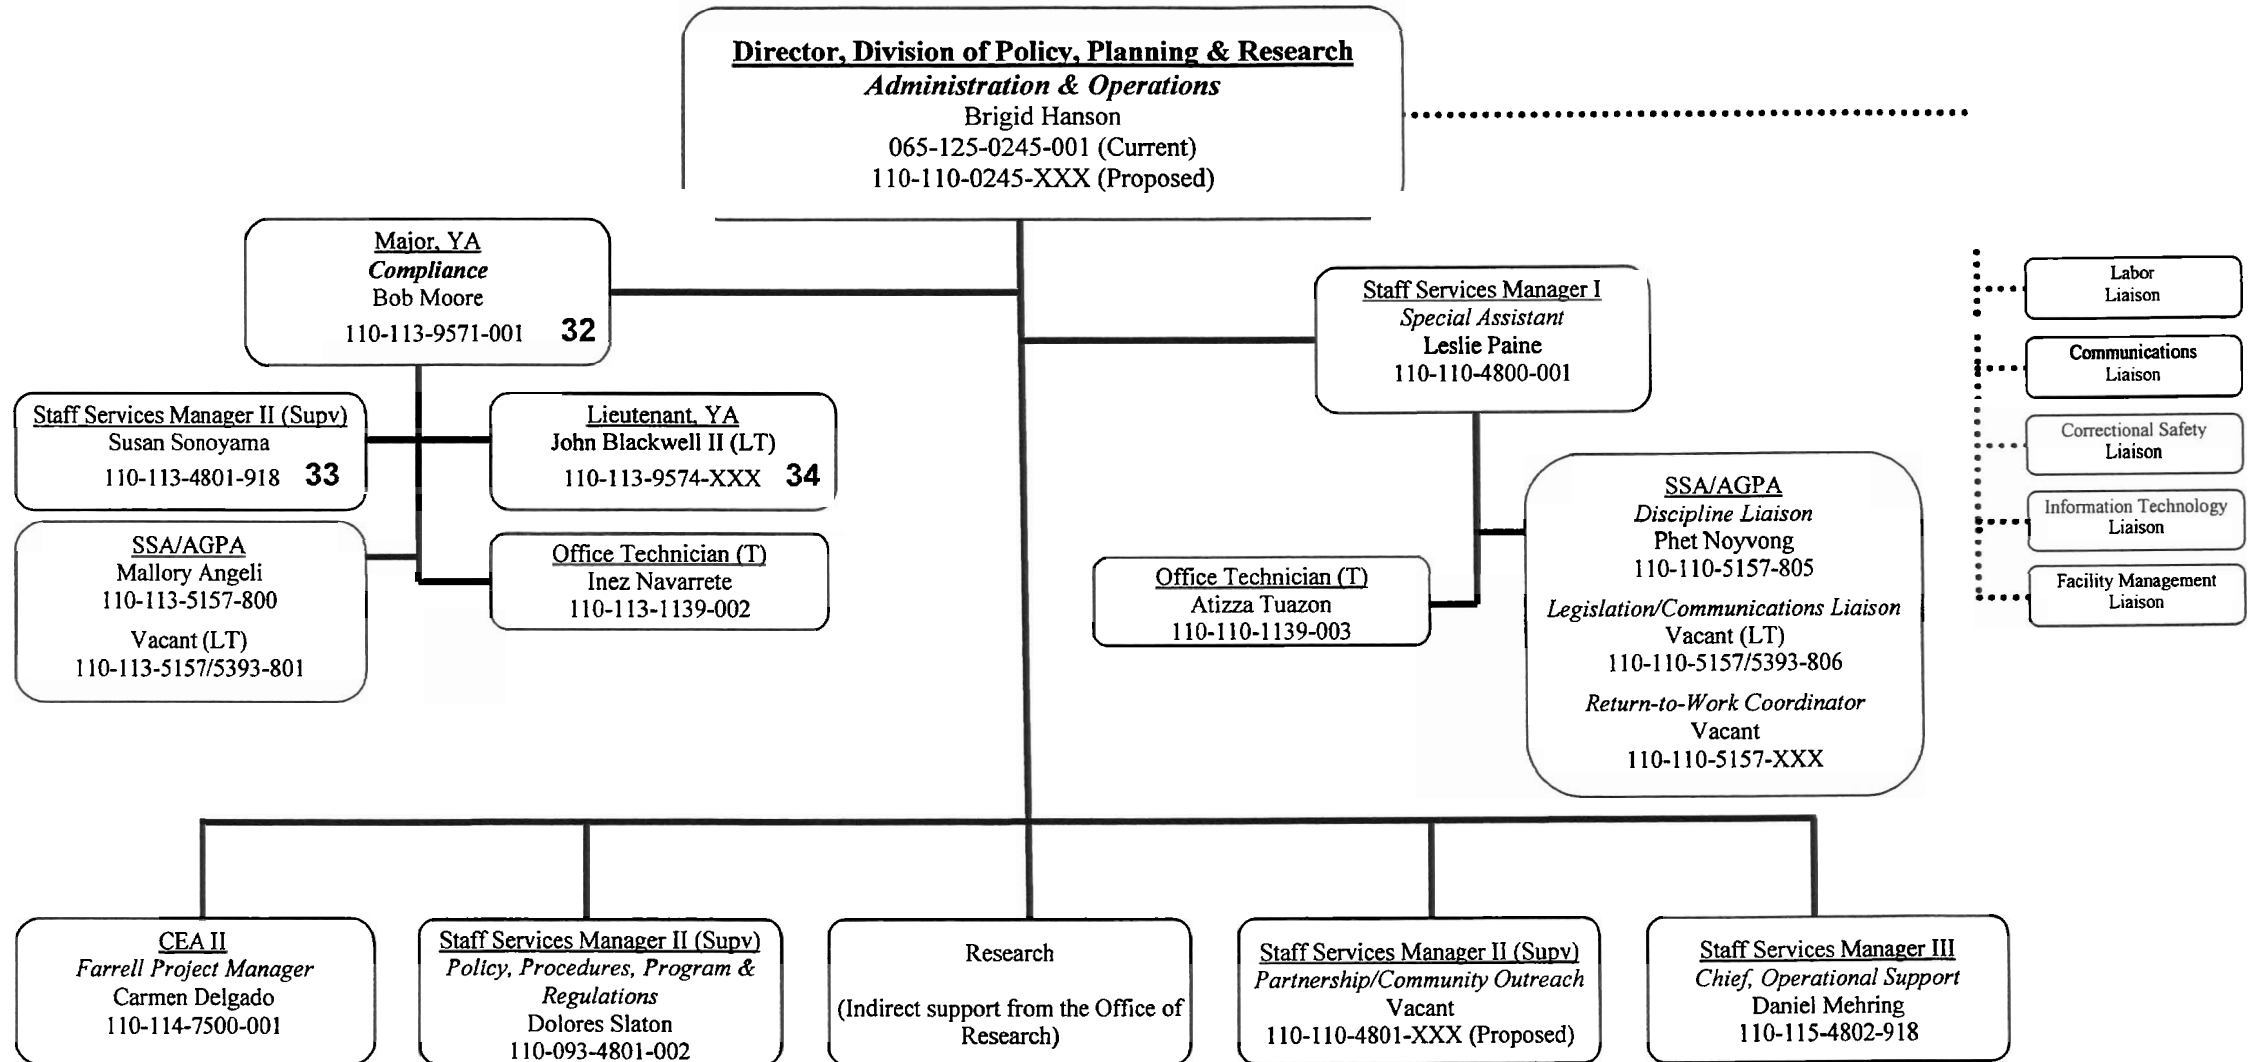 Director, Division of Policy, Planning & Research
Administration & Operations
Brigid Hanson
065-125-0245-001 (Current)
110-110-0245-XXX (Proposed)
Major, YA
Compliance
Bob Moore
110-113-9571-001 32
Staff Services Manager I
Special Assistant
Leslie Paine
110-110-4800-001
Labor
Liaison
Communications
Liaison
Correctional Safety
Liaison
Information Technology
Liaison
Facility Management
Liaison
Staff Services Manager II (Supv)
Susan Sonoyama
110-113-4801-918 33
Lieutenant, YA
John Blackwell II (LT)
110-113-9574-XXX 34
SSA/AGPA
Mallory Angeli
110-113-5157-800
Vacant (LT)
110-113-5157/5393-801
Office Technician (T)
Inez Navarrete
110-113-1139-002
Office Technician (T)
Atizza Tuazon
110-110-1139-003
SSA/AGPA
Discipline Liaison
Phet Noyvong
110-110-5157-805
Legislation/Communications Liaison
Vacant (LT)
110-110-5157/5393-806
Return-to-Work Coordinator
Vacant
110-110-5157-XXX
CEA II
Farrell Project Manager
Carmen Delgado
110-114-7500-001
Staff Services Manager II (Supv)
Policy, Procedures, Program &
Regulations
Dolores Slaton
110-093-4801-002
Research
(Indirect support from the Office of
Research)
Staff Services Manager II (Supv)
Partnership/Community Outreach
Vacant
110-110-4801-XXX (Proposed)
Staff Services Manager III
Chief, Operational Support
Daniel Mehring
110-115-4802-918